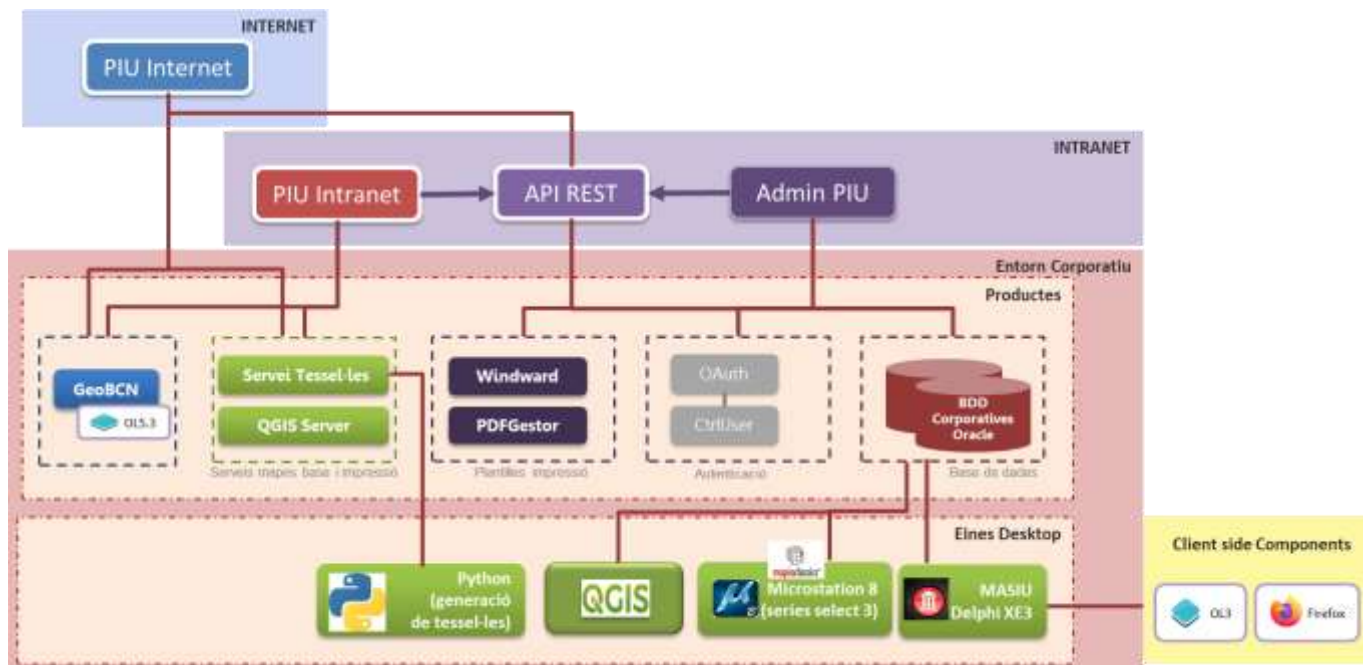 INTERNET
PIU Internet
INTRANET
PIU Intranet
API REST
Admin PIU
Entorn Corporatiu
Productes
GeoBCN
OL5.3
Servei Tessel·les
QGIS Server
Serveis mapes base i impressió
Windward
PDFGestor
Plantilles impressió
OAuth
CtrlUser
Autenticació
BDD
Corporatives
Oracle
Base de dades
Eines Desktop
Python
(generació
de tessel·les)
QGIS
Microstation 8
(series select 3)
MASIU
Delphi XE3
Client side Components
OL3
Firefox